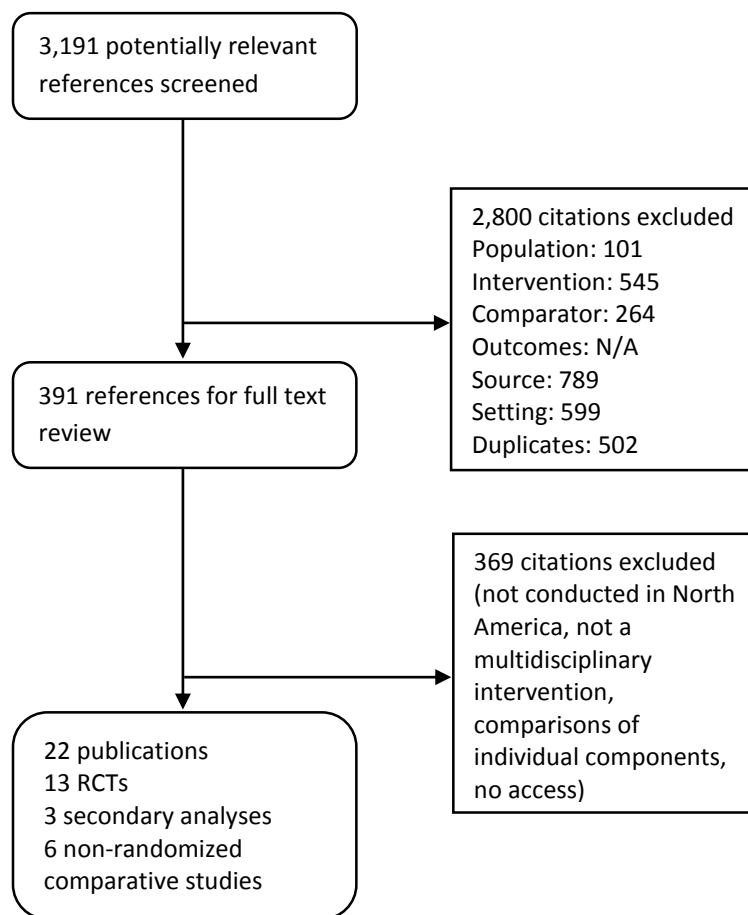 3,191 potentially relevant
references screened
2,800 citations excluded
Population: 101
Intervention: 545
Comparator: 264
Outcomes: N/A
Source: 789
Setting: 599
Duplicates: 502
391 references for full text
review
369 citations excluded
(not conducted in North
America, not a
multidisciplinary
intervention,
comparisons of
individual components,
no access)
22 publications
13 RCTs
3 secondary analyses
6 non-randomized
comparative studies